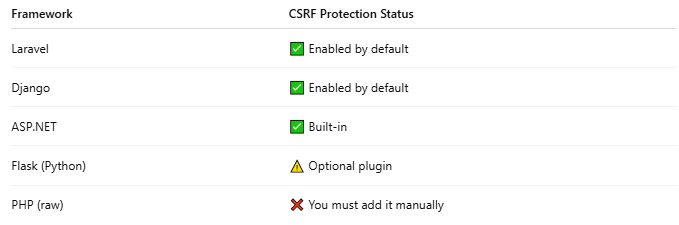 Framework CSRF Protection Status
Laravel ✅ Enabled by default
Django ✅ Enabled by default
ASP.NET ✅ Built-in
Flask (Python) ⚠️ Optional plugin
PHP (raw) ❌ You must add it manually